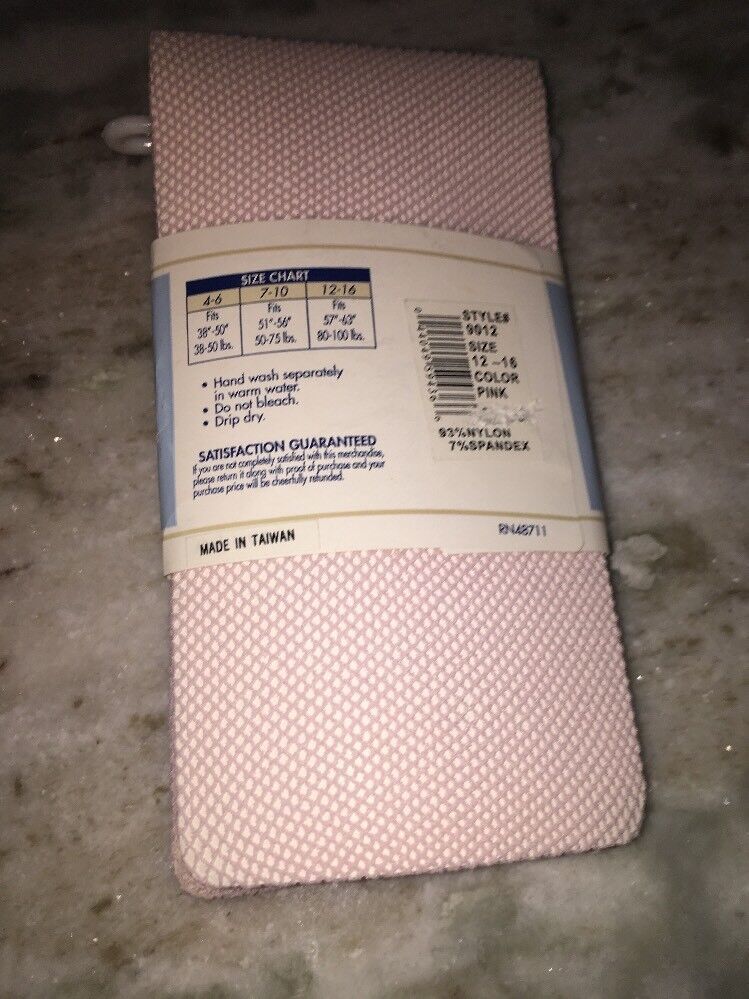 SIZE CHART
4-6 7-10 12-16
Fits Fits Fits
38"-50" 51"-56" 57"-63"
38-50 lbs. 50-75 lbs. 80-100 lbs.
• Hand wash separately
in warm water.
• Do not bleach.
• Drip dry.
SATISFACTION GUARANTEED
If you are not completely satisfied with this merchandise,
please return it along with proof of purchase and your
purchase price will be cheerfully refunded.
MADE IN TAIWAN
STYLE#
9912
SIZE
12 -16
COLOR
PINK
93%NYLON
7%SPANDEX
RN48711